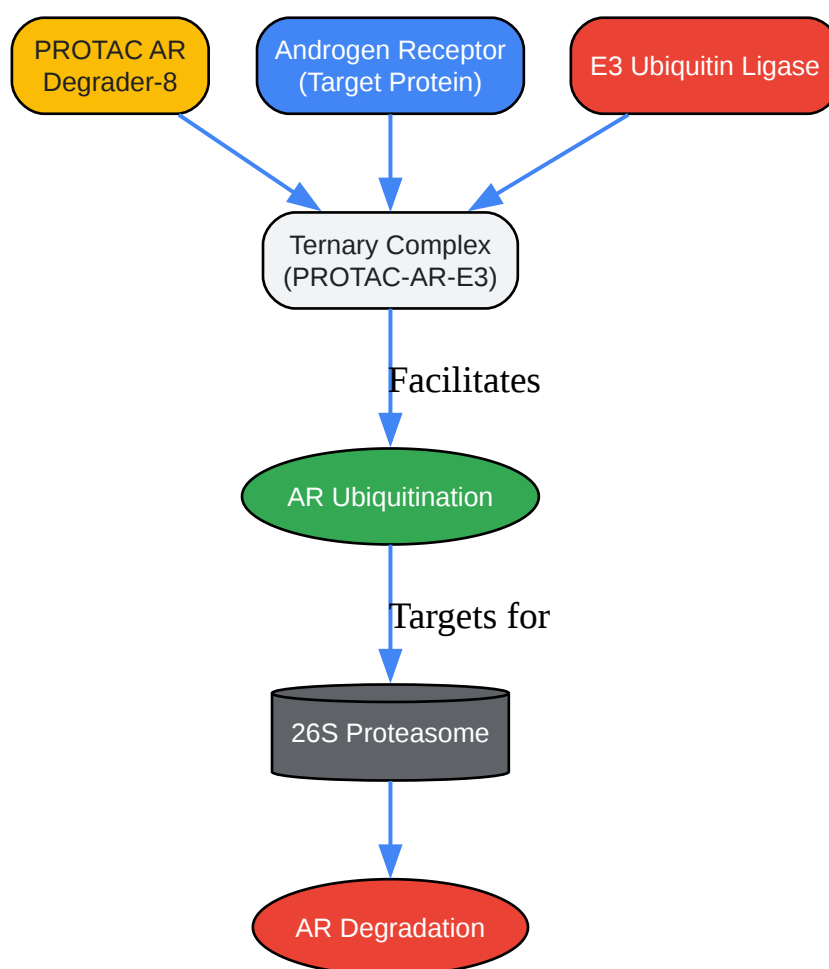 PROTAC AR
Degrader-8
Androgen Receptor
(Target Protein)
E3 Ubiquitin Ligase
Ternary Complex
(PROTAC-AR-E3)
Facilitates
AR Ubiquitination
Targets for
26S Proteasome
AR Degradation